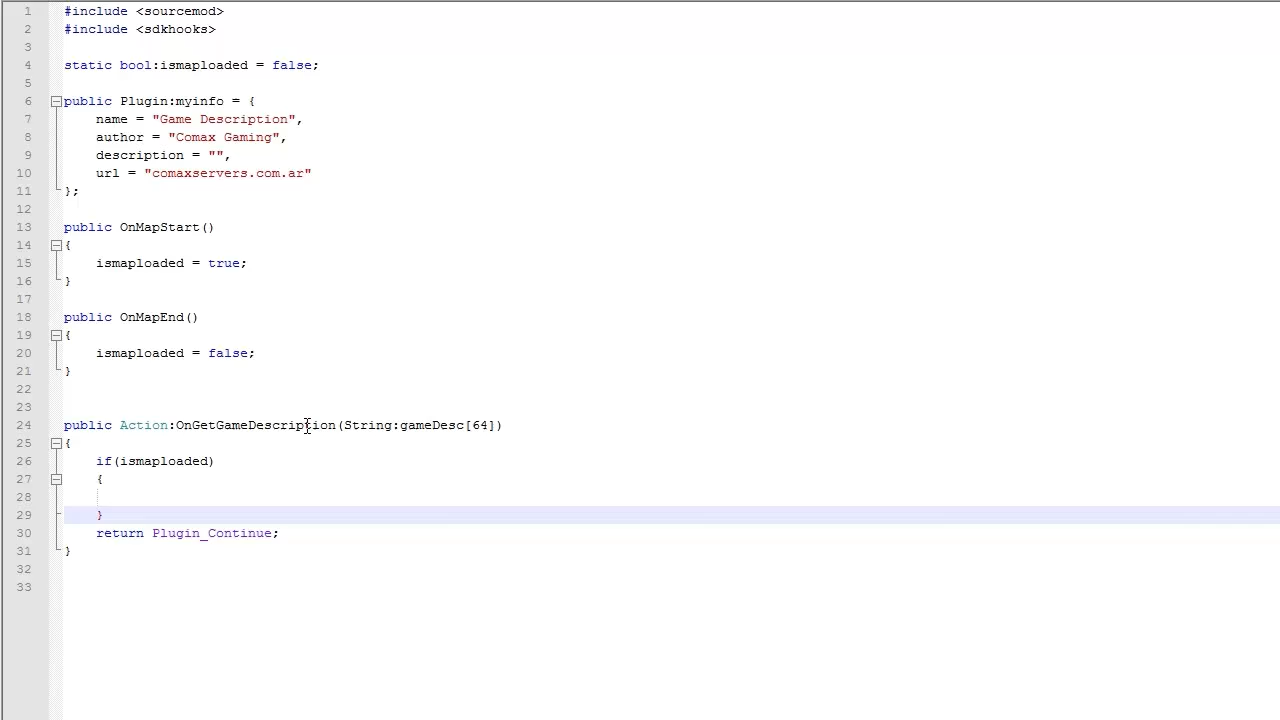 1 #include <sourcemod>
2 #include <sdkhooks>
3
4 static bool:ismaploaded = false;
5
6 public Plugin:myinfo = {
7 name = "Game Description",
8 author = "Comax Gaming",
9 description = "",
10 url = "comaxservers.com.ar"
11 };
12
13 public OnMapStart()
14 {
15 ismaploaded = true;
16 }
17
18 public OnMapEnd()
19 {
20 ismaploaded = false;
21 }
22
23
24 public Action:OnGetGameDescription(String:gameDesc[64])
25 {
26 if(ismaploaded)
27 {
28
29 }
30 return Plugin_Continue;
31 }
32
33